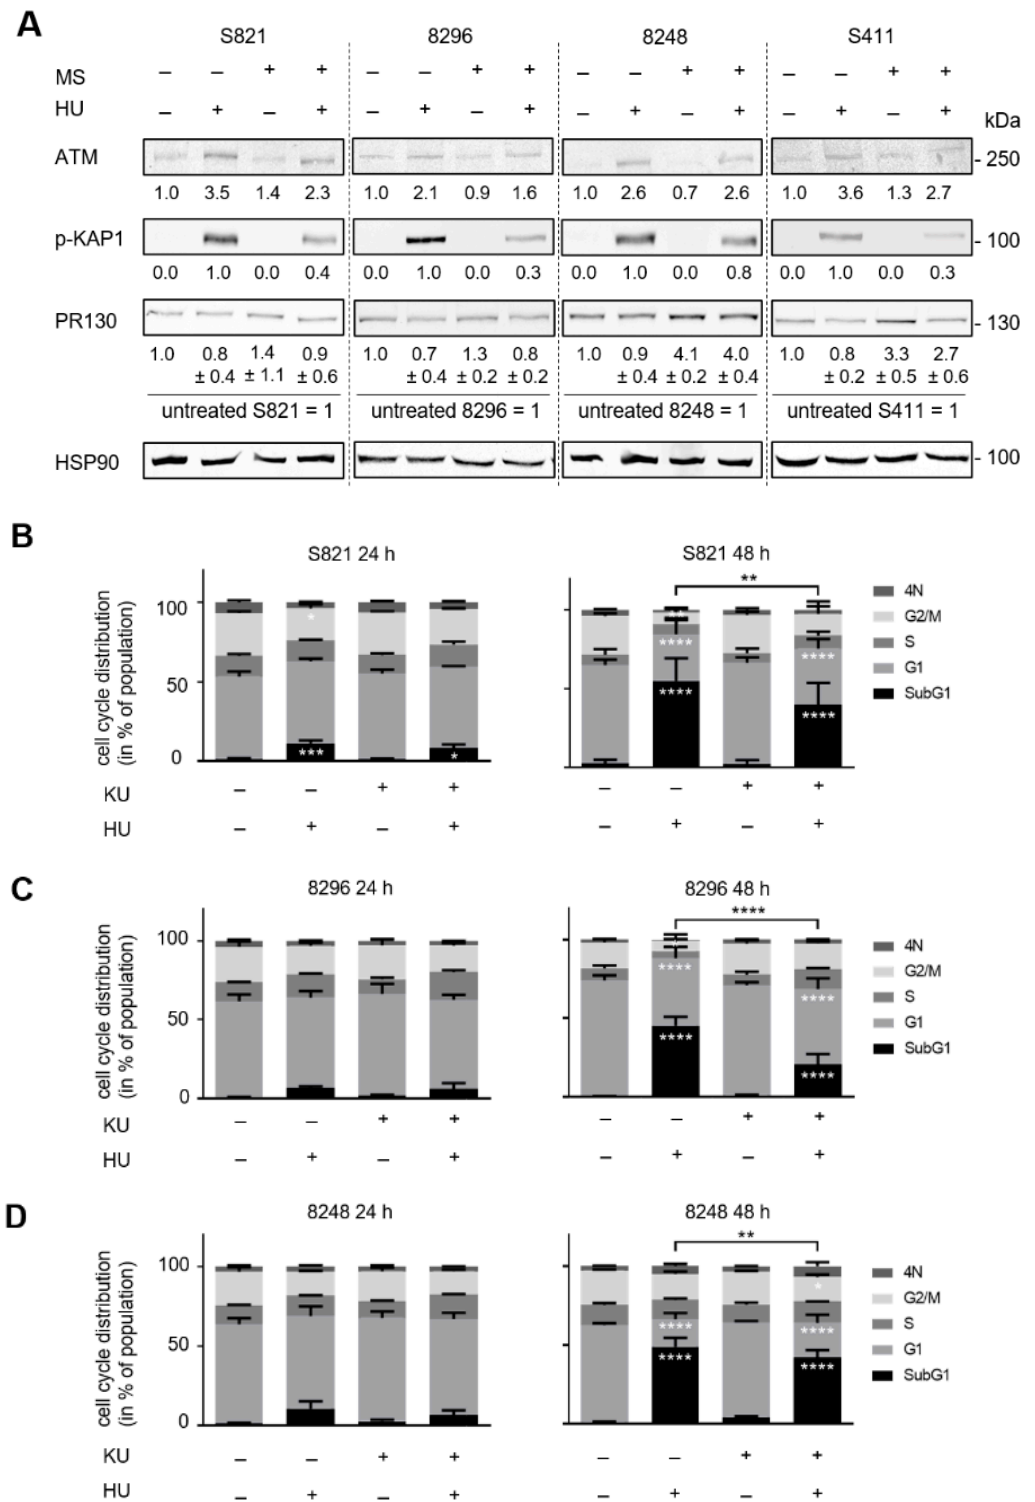 A
S821 8296 8248 S411
MS – – + + – – + + – – + + – – + +
HU – + – + – + – + – + – + – + – +
kDa
ATM - 250
1.0 3.5 1.4 2.3 1.0 2.1 0.9 1.6 1.0 2.6 0.7 2.6 1.0 3.6 1.3 2.7
p-KAP1 - 100
0.0 1.0 0.0 0.4 0.0 1.0 0.0 0.3 0.0 1.0 0.0 0.8 0.0 1.0 0.0 0.3
PR130 - 130
1.0 0.8 1.4 0.9 1.0 0.7 1.3 0.8 1.0 0.9 4.1 4.0 1.0 0.8 3.3 2.7
± 0.4 ± 1.1 ± 0.6 ± 0.4 ± 0.2 ± 0.2 ± 0.4 ± 0.2 ± 0.4 ± 0.2 ± 0.5 ± 0.6
untreated S821 = 1 untreated 8296 = 1 untreated 8248 = 1 untreated S411 = 1
HSP90 - 100
B
S821 24 h
cell cycle distribution
(in % of population)
100
50
0
*
*** *
KU – – + +
HU – + – +
S821 48 h
**
**** ****
**** ****
– – + +
– + – +
4N
G2/M
S
G1
SubG1
C
8296 24 h
cell cycle distribution
(in % of population)
100
50
0
KU – – + +
HU – + – +
8296 48 h
****
**** ****
**** ****
– – + +
– + – +
4N
G2/M
S
G1
SubG1
D
8248 24 h
cell cycle distribution
(in % of population)
100
50
0
KU – – + +
HU – + – +
8248 48 h
**
*
**** ****
**** ****
– – + +
– + – +
4N
G2/M
S
G1
SubG1